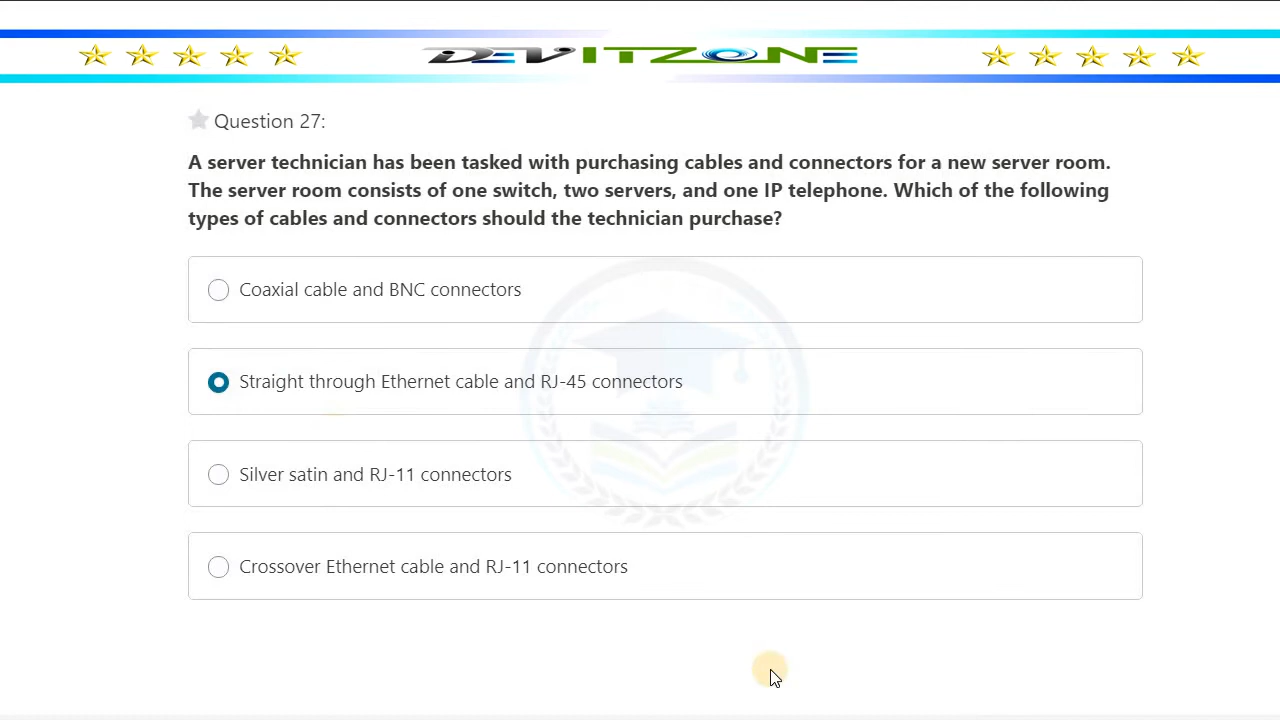 DEVITZONE
Question 27:
A server technician has been tasked with purchasing cables and connectors for a new server room.
The server room consists of one switch, two servers, and one IP telephone. Which of the following
types of cables and connectors should the technician purchase?
Coaxial cable and BNC connectors
Straight through Ethernet cable and RJ-45 connectors
Silver satin and RJ-11 connectors
Crossover Ethernet cable and RJ-11 connectors